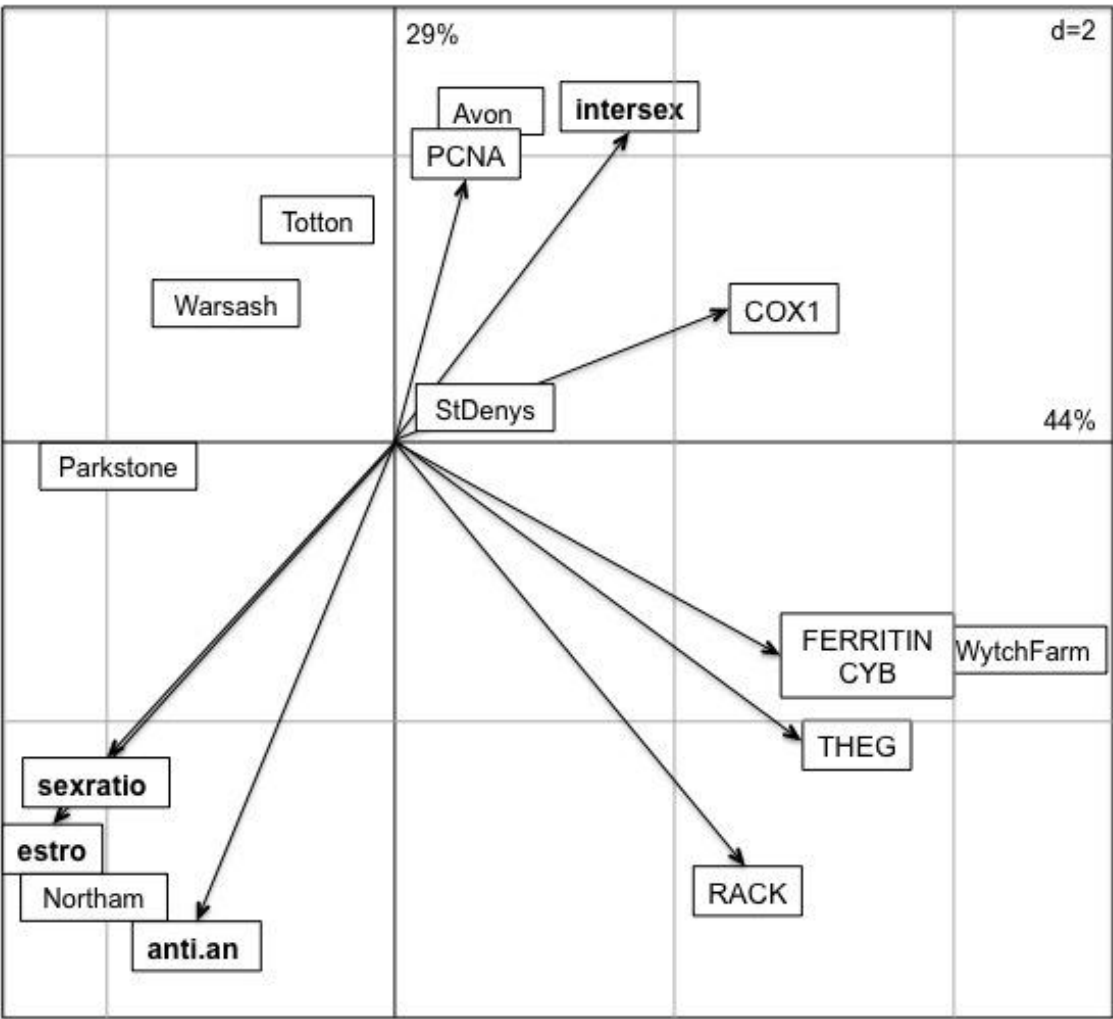 29%
d=2
Avon
intersex
PCNA
Totton
Warsash
COX1
StDenys
44%
Parkstone
FERRITIN
CYB
WytchFarm
THEG
sexratio
estro
Northam
RACK
anti.an